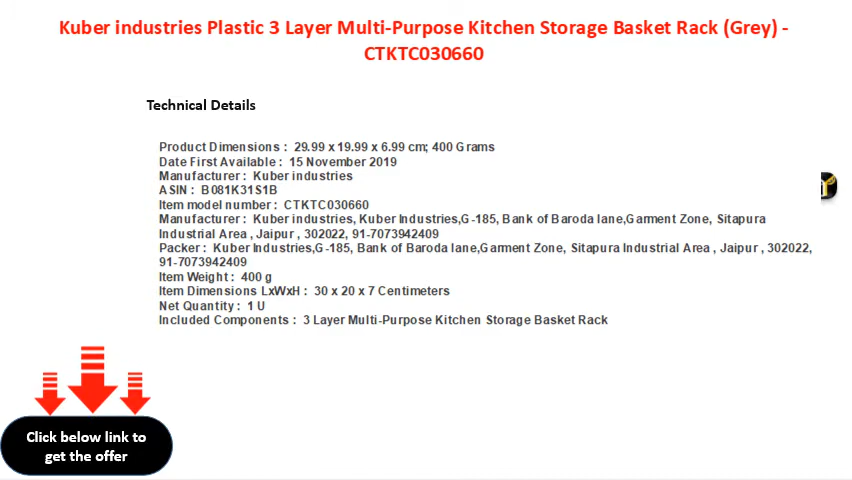 Kuber industries Plastic 3 Layer Multi-Purpose Kitchen Storage Basket Rack (Grey) -
CTKTC030660
Technical Details
Product Dimensions : 29.99 x 19.99 x 6.99 cm; 400 Grams
Date First Available : 15 November 2019
Manufacturer : Kuber industries
ASIN : B081K31S1B
Item model number : CTKTC030660
Manufacturer : Kuber industries, Kuber Industries,G-185, Bank of Baroda lane,Garment Zone, Sitapura
Industrial Area , Jaipur , 302022, 91-7073942409
Packer : Kuber Industries,G-185, Bank of Baroda lane,Garment Zone, Sitapura Industrial Area , Jaipur , 302022,
91-7073942409
Item Weight : 400 g
Item Dimensions LxWxH : 30 x 20 x 7 Centimeters
Net Quantity : 1 U
Included Components : 3 Layer Multi-Purpose Kitchen Storage Basket Rack
Click below link to
get the offer